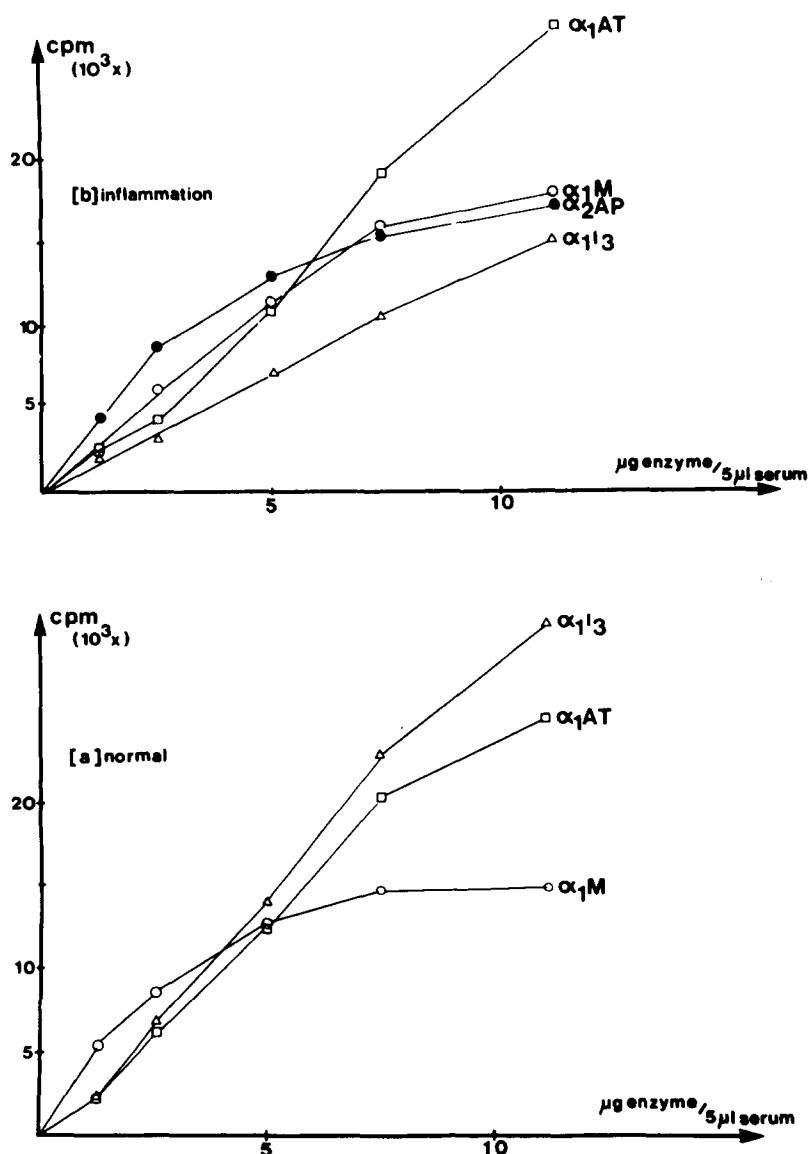 cpm
(10³x)
α₁AT
20
[b]inflammation
α₁M
α₂AP
α₁I3
10
5
µg enzyme/5µl serum
5
10
cpm
(10³x)
α₁I3
α₁AT
[a]normal
20
α₁M
10
5
µg enzyme/5µl serum
5
10